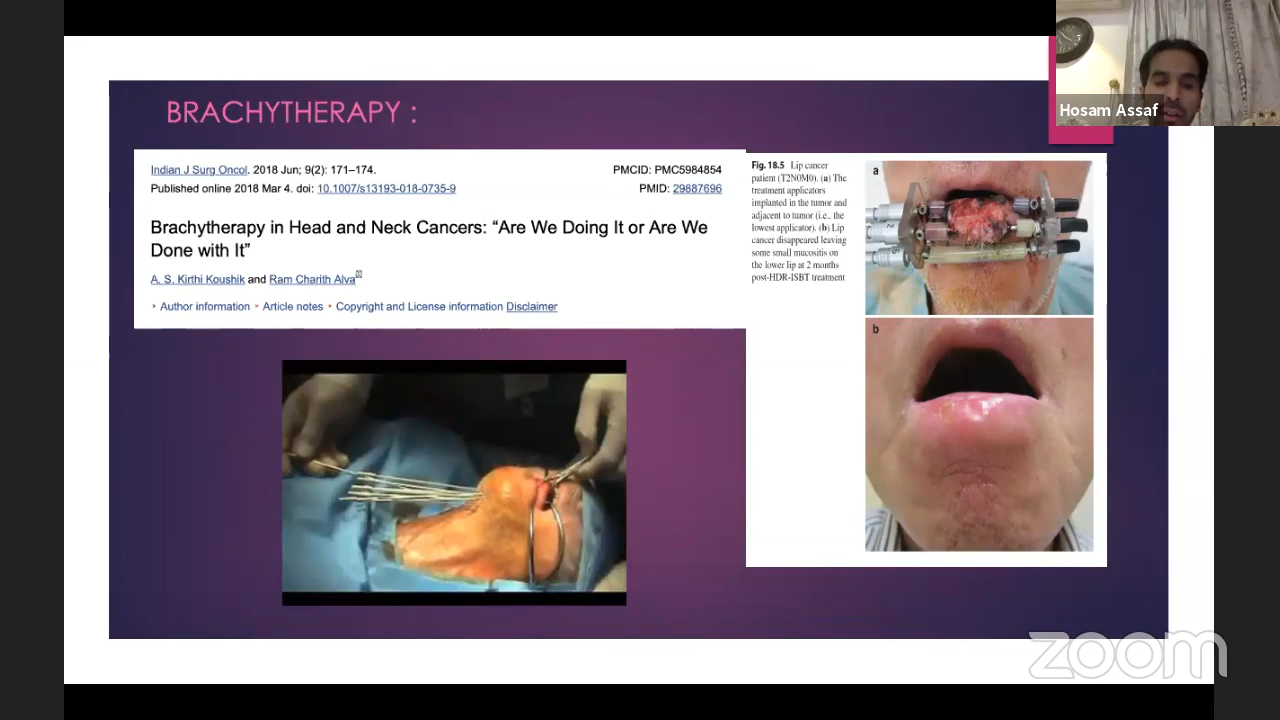 BRACHYTHERAPY :
Indian J Surg Oncol. 2018 Jun; 9(2): 171–174.
PMCID: PMC5984854
Published online 2018 Mar 4. doi: 10.1007/s13193-018-0735-9
PMID: 29887696
Brachytherapy in Head and Neck Cancers: “Are We Doing It or Are We
Done with It”
A. S. Kirthi Koushik and Ram Charith Alva
▸ Author information ▸ Article notes ▸ Copyright and License information Disclaimer
Fig. 18.5 Lip cancer
patient (T2N0M0). (a) The
treatment applicators
implanted in the tumor and
adjacent to tumor (i.e., the
lowest applicator). (b) Lip
cancer disappeared leaving
some small mucositis on
the lower lip at 2 months
post-HDR-ISBT treatment
a
2
b
Hosam Assaf
zoom